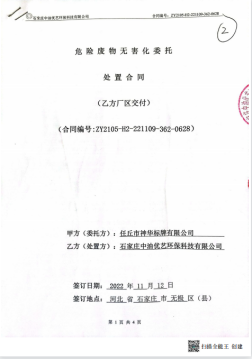 石家庄中油优艺环保科技有限公司 合同编号:ZY2105-H2-221109-362-0628
2
危险废物无害化委托
处置合同
(乙方厂区交付)
(合同编号:ZY2105-H2-221109-362-0628)
甲方(委托方): 任丘市神华标牌有限公司
乙方(处置方): 石家庄中油优艺环保科技有限公司
签订日期: 2022 年 11 月 12 日
签订地点: 河北 省 石家庄 市 无极 区(县)
第 1 页 共 6 页
扫描全能王 创建